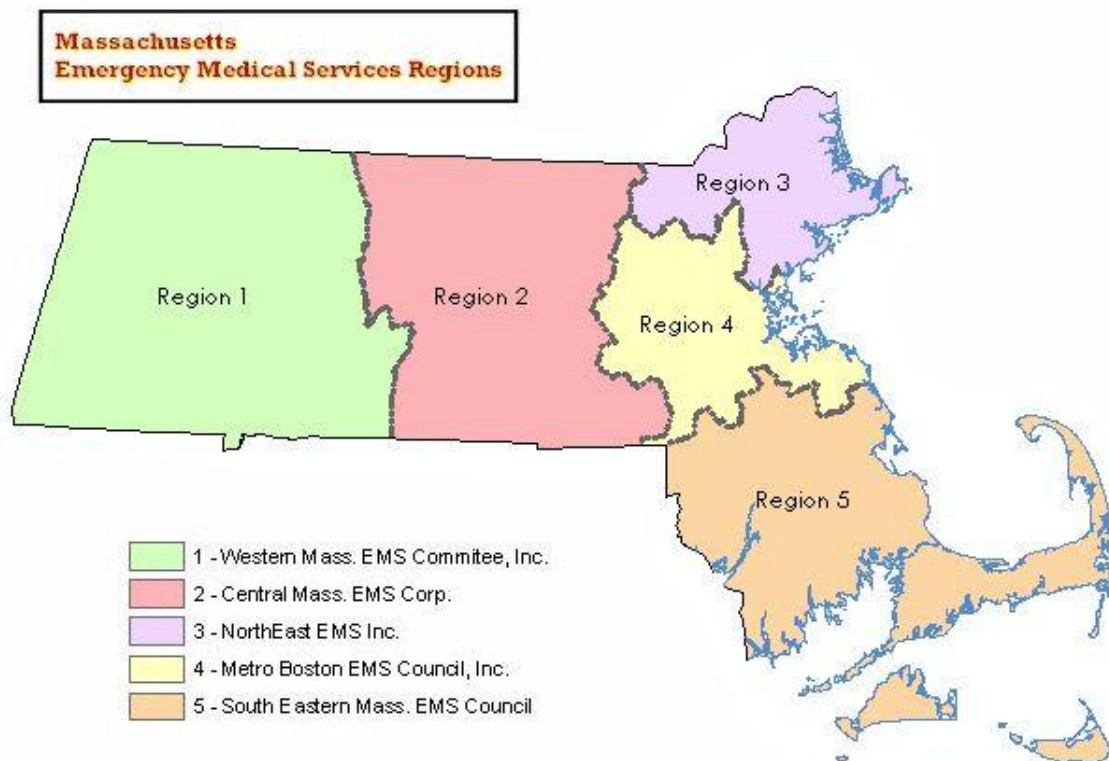 Massachusetts
Emergency Medical Services Regions
Region 3
Region 1
Region 2
Region 4
Region 5
1 - Western Mass. EMS Commitee, Inc.
2 - Central Mass. EMS Corp.
3 - NorthEast EMS Inc.
4 - Metro Boston EMS Council, Inc.
5 - South Eastern Mass. EMS Council